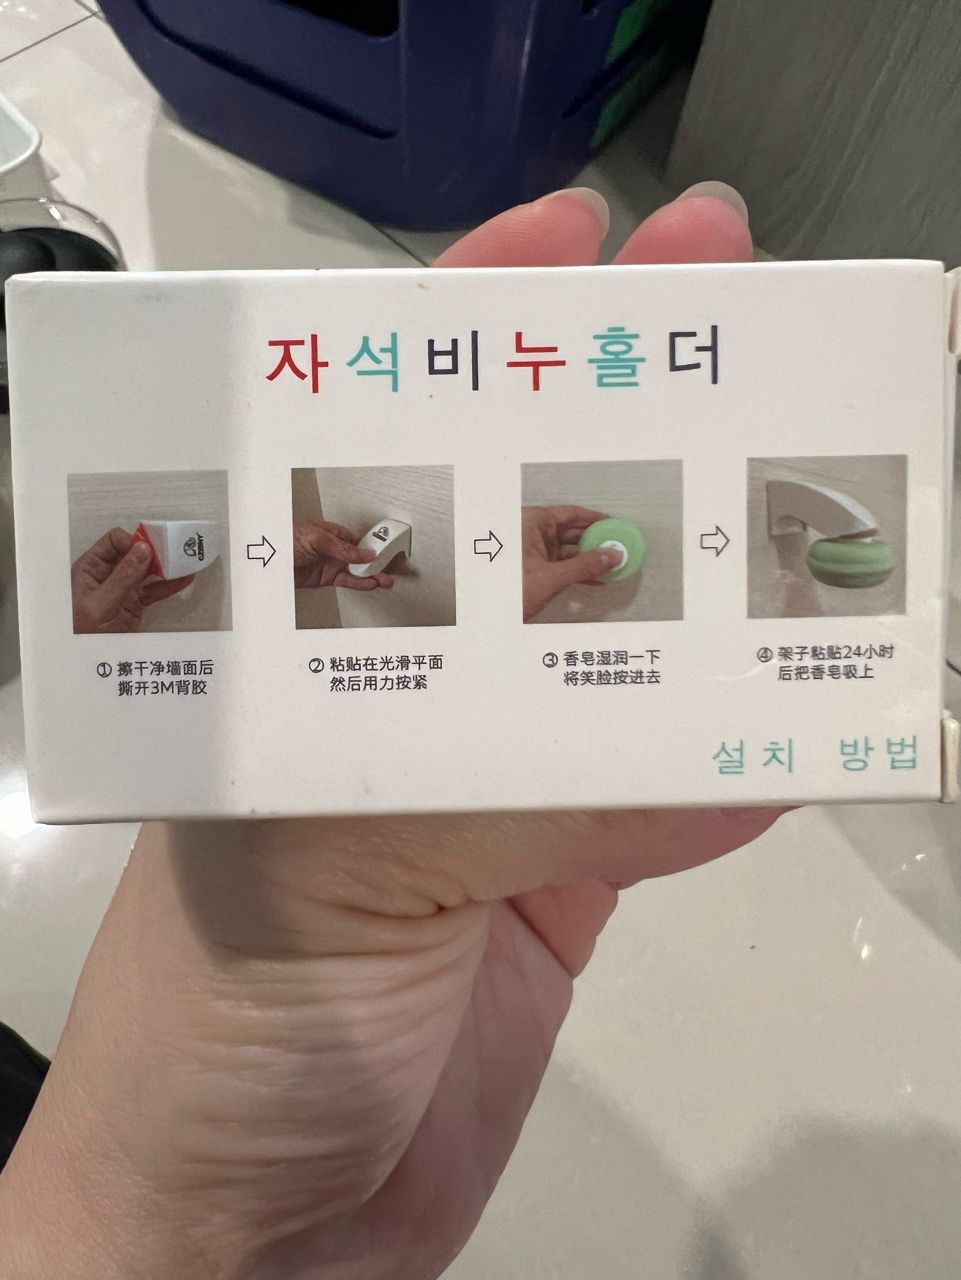 자석비누홀더
① 擦干净墙面后
撕开3M背胶
② 粘贴在光滑平面
然后用力按紧
③ 香皂湿润一下
将笑脸按进去
④ 架子粘贴24小时
后把香皂吸上
설치 방법